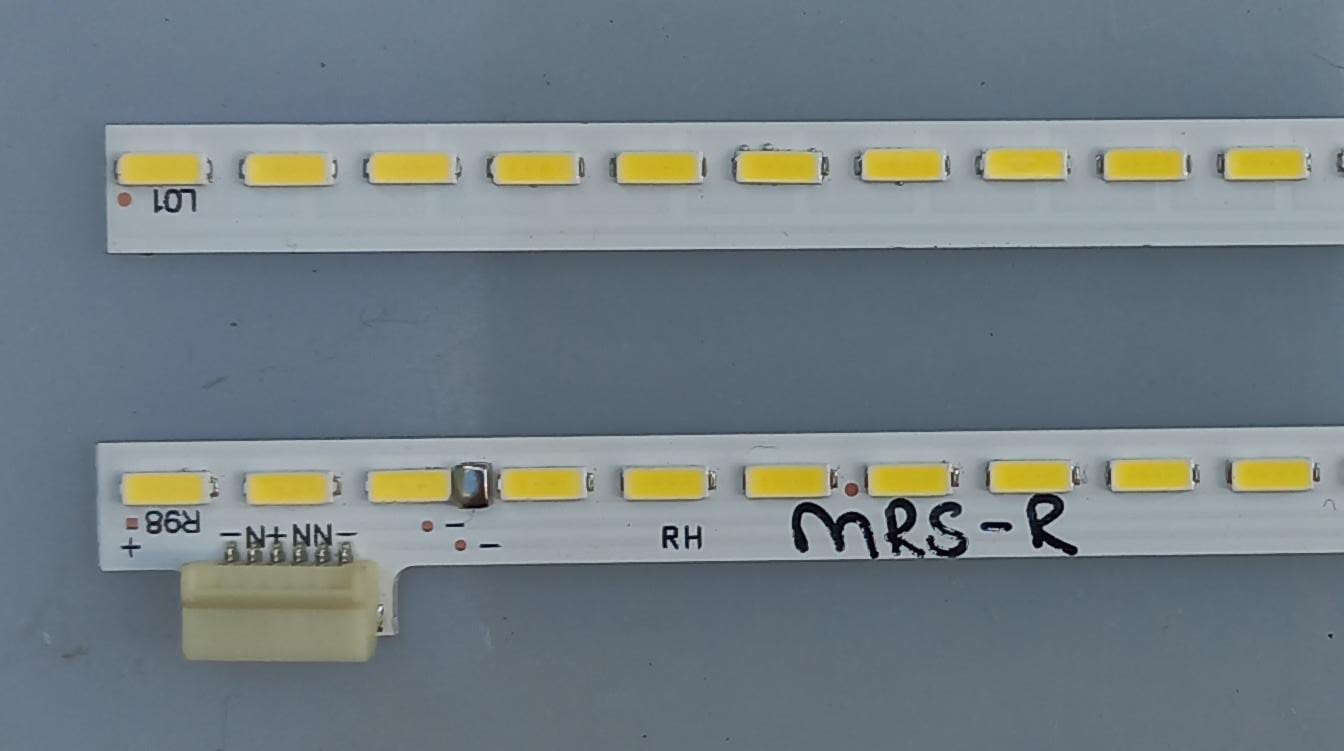 L01
R98
-N+NN-
+
-
-
RH
MRS-R